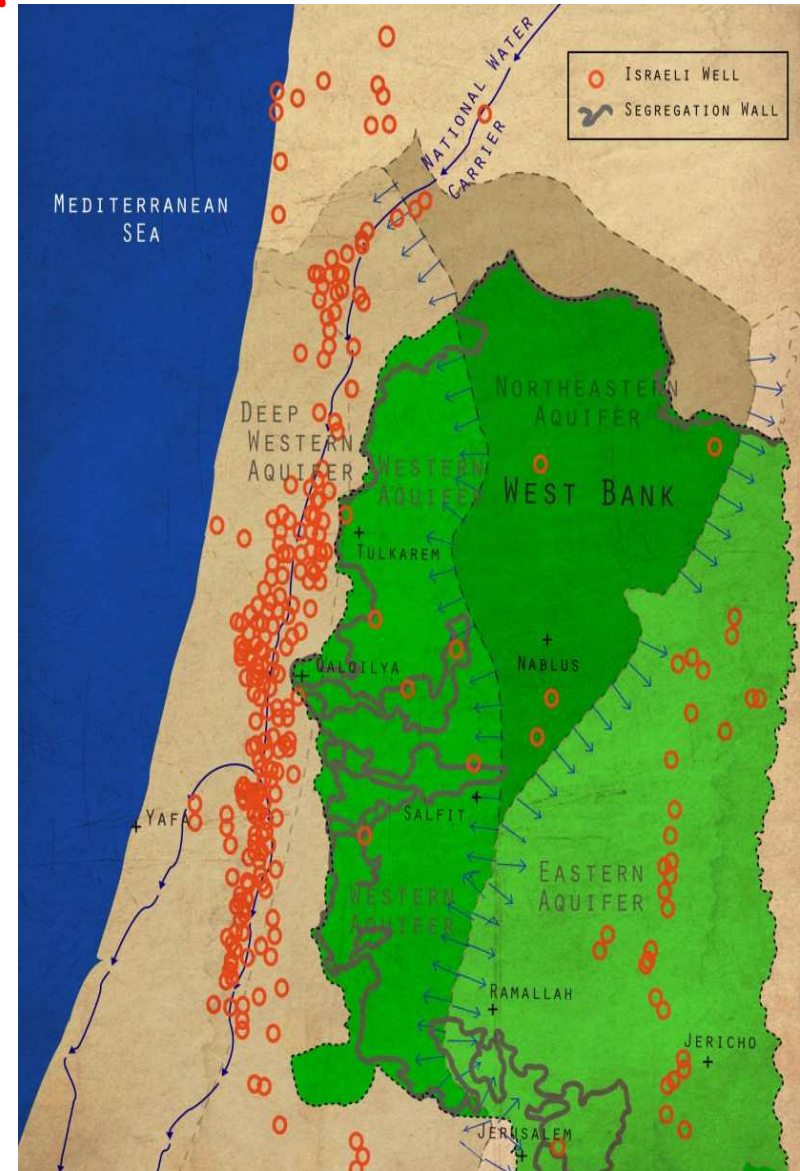 NATIONAL WATER
CARRIER
ISRAELI WELL
SEGREGATION WALL
MEDITERRANEAN
SEA
DEEP
WESTERN
AQUIFER
WESTERN
AQUIFER
NORTHEASTERN
AQUIFER
WEST BANK
TULKAREM
QALQILYA
NABLUS
YAFA
SALFIT
WESTERN
AQUIFER
EASTERN
AQUIFER
RAMALLAH
JERICHO
JERUSALEM